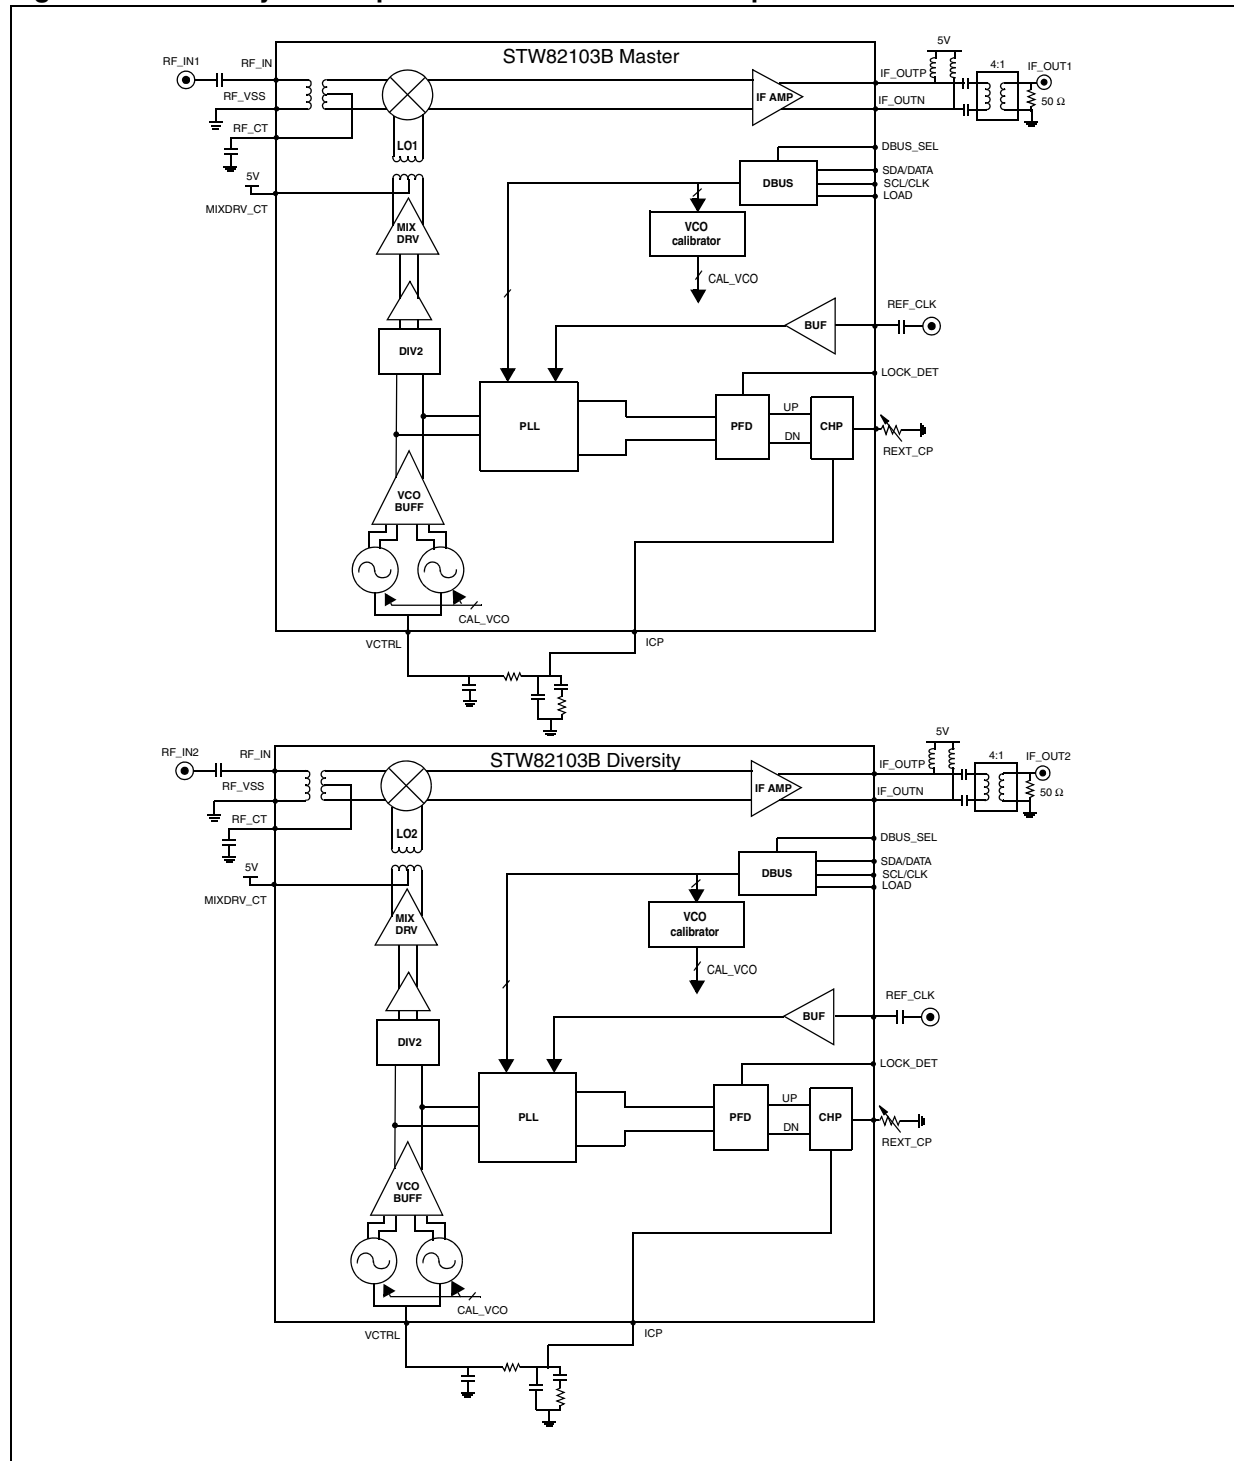 STW82103B Master
RF_IN1
RF_IN
RF_VSS
RF_CT
5V
MIXDRV_CT
LO1
MIX
DRV
DIV2
VCO
BUFF
CAL_VCO
VCTRL
ICP
PLL
IF AMP
IF_OUTP
IF_OUTN
5V
4:1
IF_OUT1
50 Ω
DBUS_SEL
DBUS
SDA/DATA
SCL/CLK
LOAD
VCO
calibrator
CAL_VCO
BUF
REF_CLK
LOCK_DET
PFD
UP
DN
CHP
REXT_CP
STW82103B Diversity
RF_IN2
RF_IN
RF_VSS
RF_CT
5V
MIXDRV_CT
LO2
MIX
DRV
DIV2
VCO
BUFF
CAL_VCO
VCTRL
ICP
PLL
IF AMP
IF_OUTP
IF_OUTN
5V
4:1
IF_OUT2
50 Ω
DBUS_SEL
DBUS
SDA/DATA
SCL/CLK
LOAD
VCO
calibrator
CAL_VCO
BUF
REF_CLK
LOCK_DET
PFD
UP
DN
CHP
REXT_CP